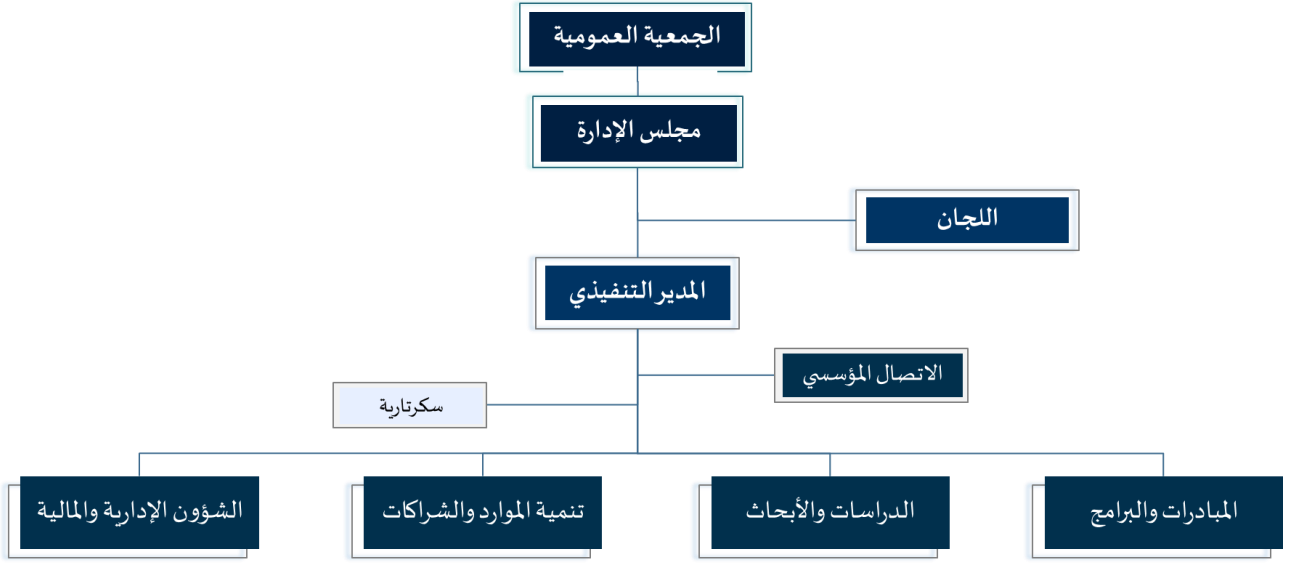 الجمعية العمومية
مجلس الإدارة
اللجان
المدير التنفيذي
الاتصال المؤسسي
سكرتارية
المبادرات والبرامج
الدراسات والأبحاث
تنمية الموارد والشراكات
الشؤون الإدارية والمالية